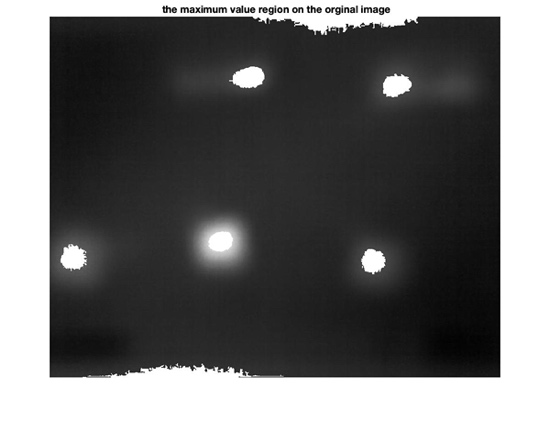 the maximum value region on the orginal image